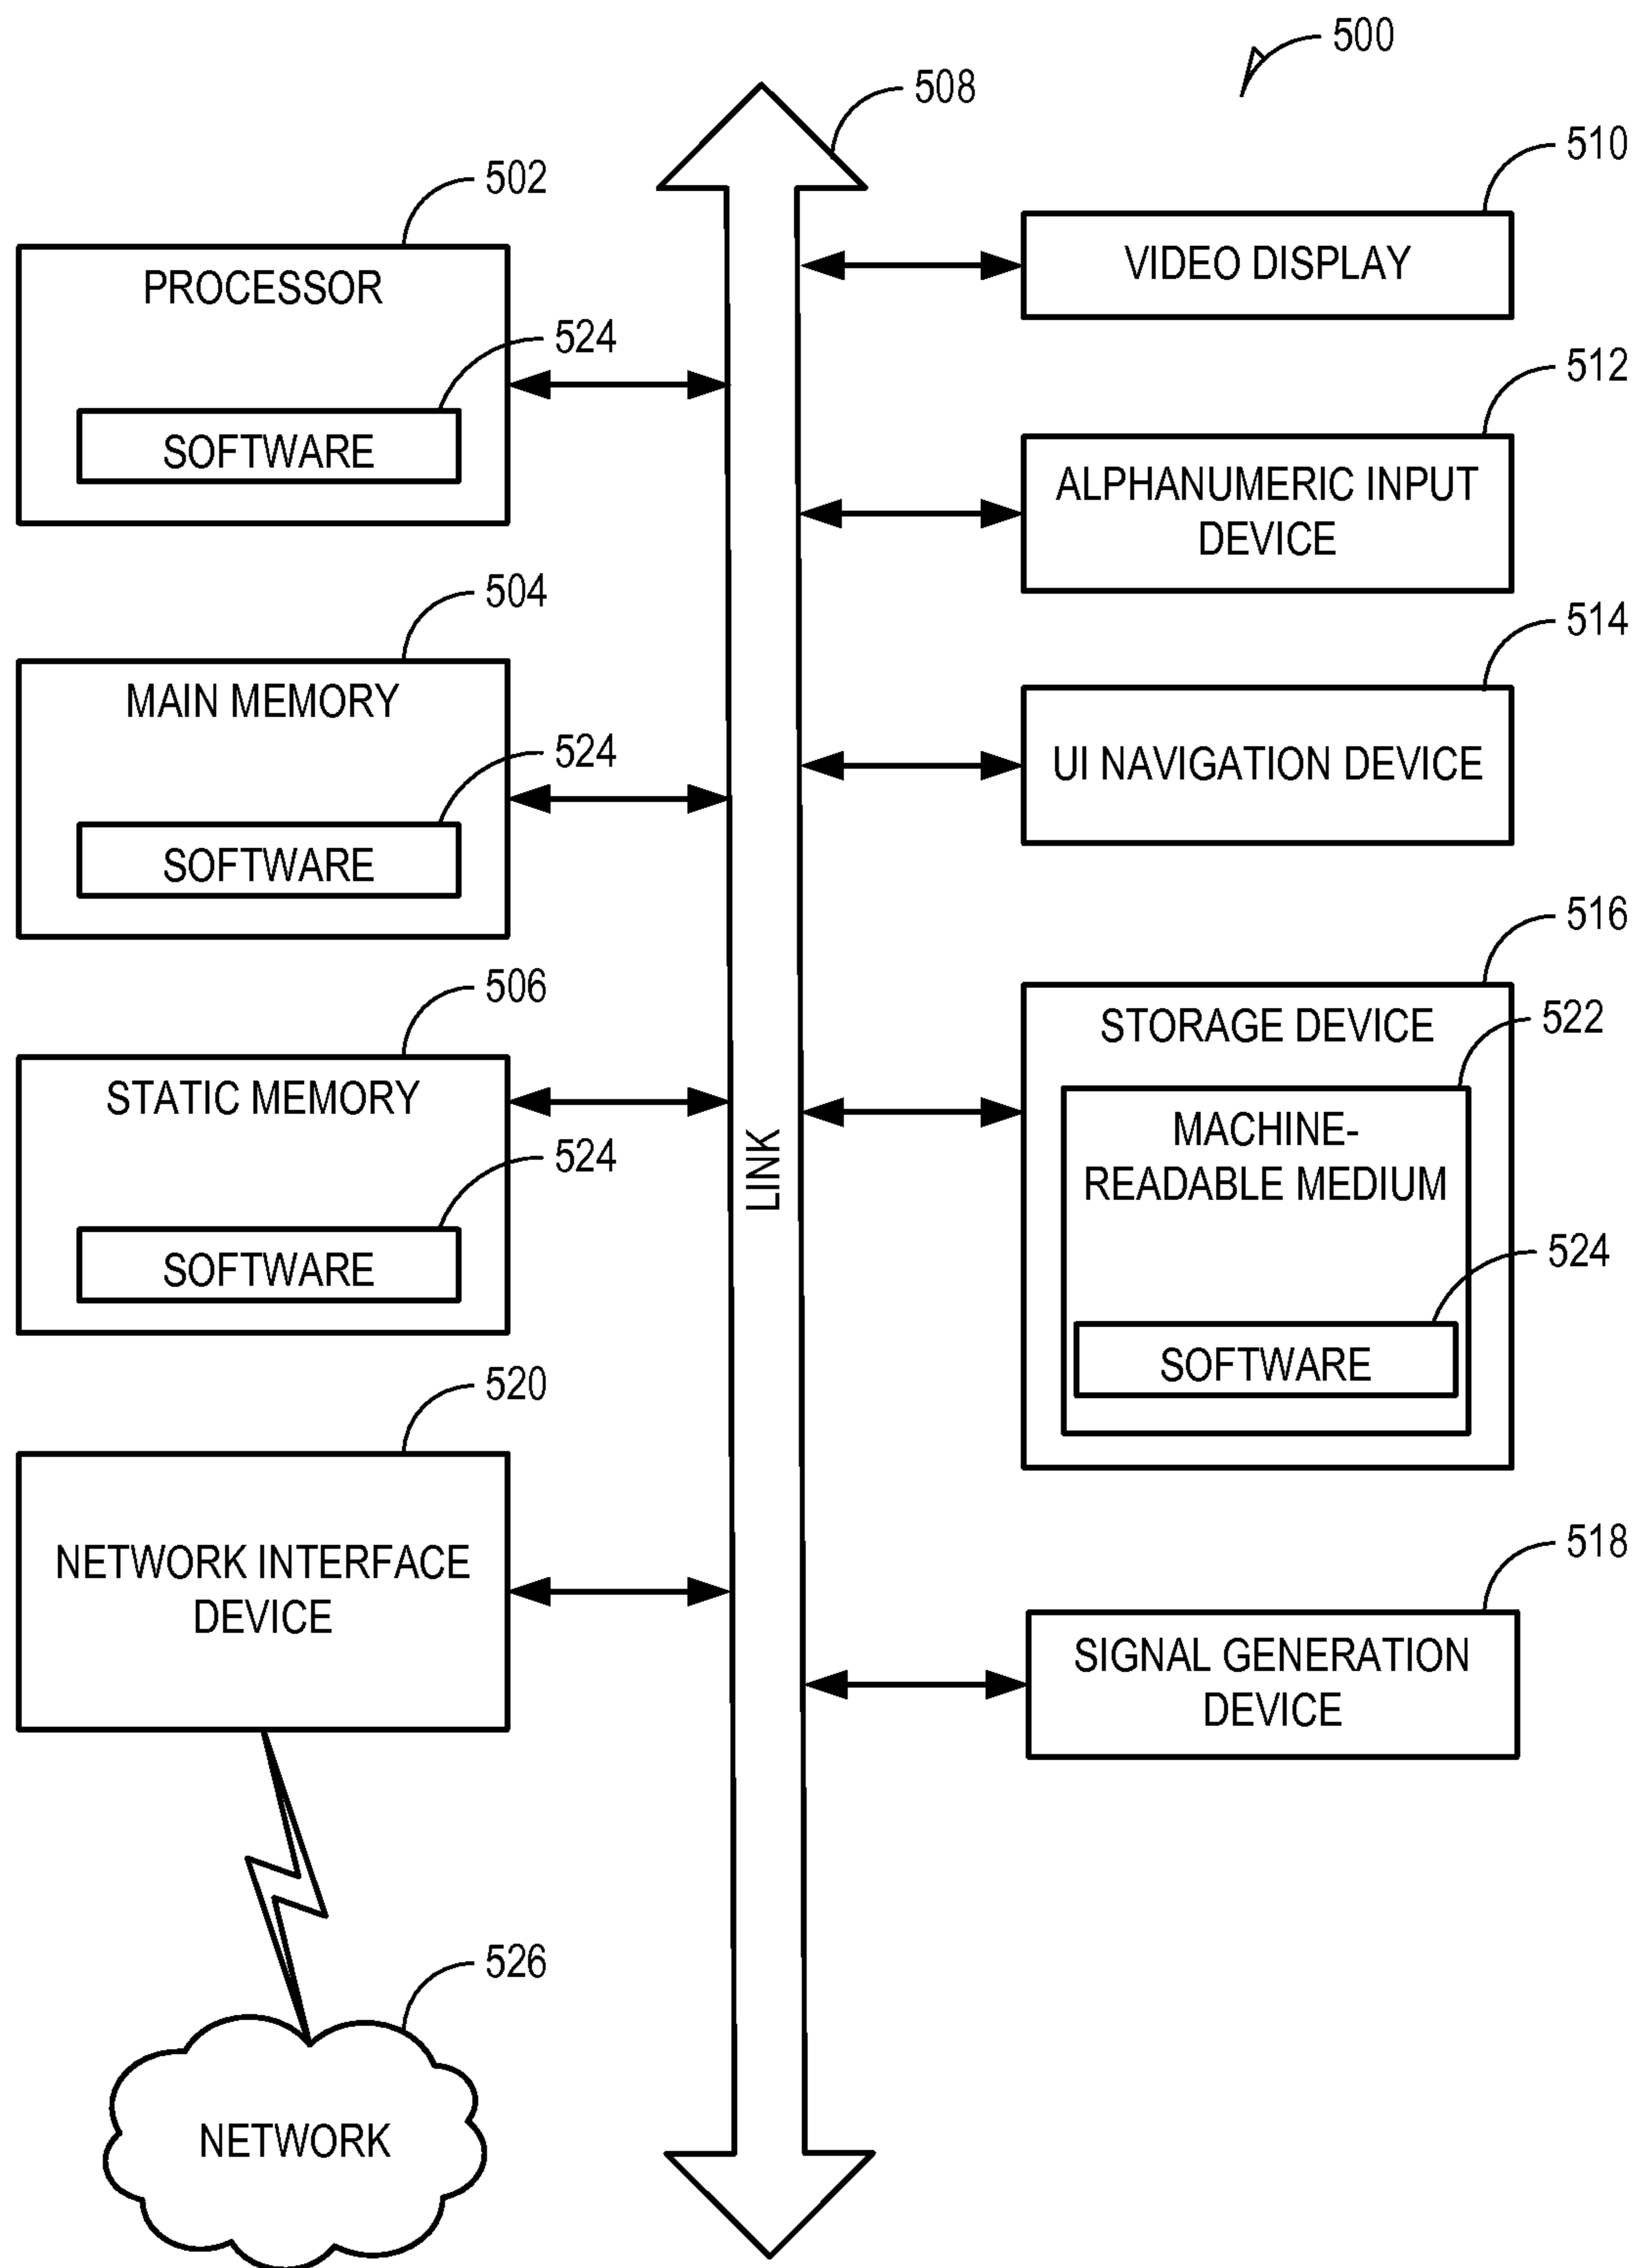 500
508
502
PROCESSOR
524
SOFTWARE
504
MAIN MEMORY
524
SOFTWARE
506
STATIC MEMORY
524
SOFTWARE
520
NETWORK INTERFACE
DEVICE
526
NETWORK
LINK
510
VIDEO DISPLAY
512
ALPHANUMERIC INPUT
DEVICE
514
UI NAVIGATION DEVICE
516
STORAGE DEVICE
522
MACHINE-
READABLE MEDIUM
524
SOFTWARE
518
SIGNAL GENERATION
DEVICE